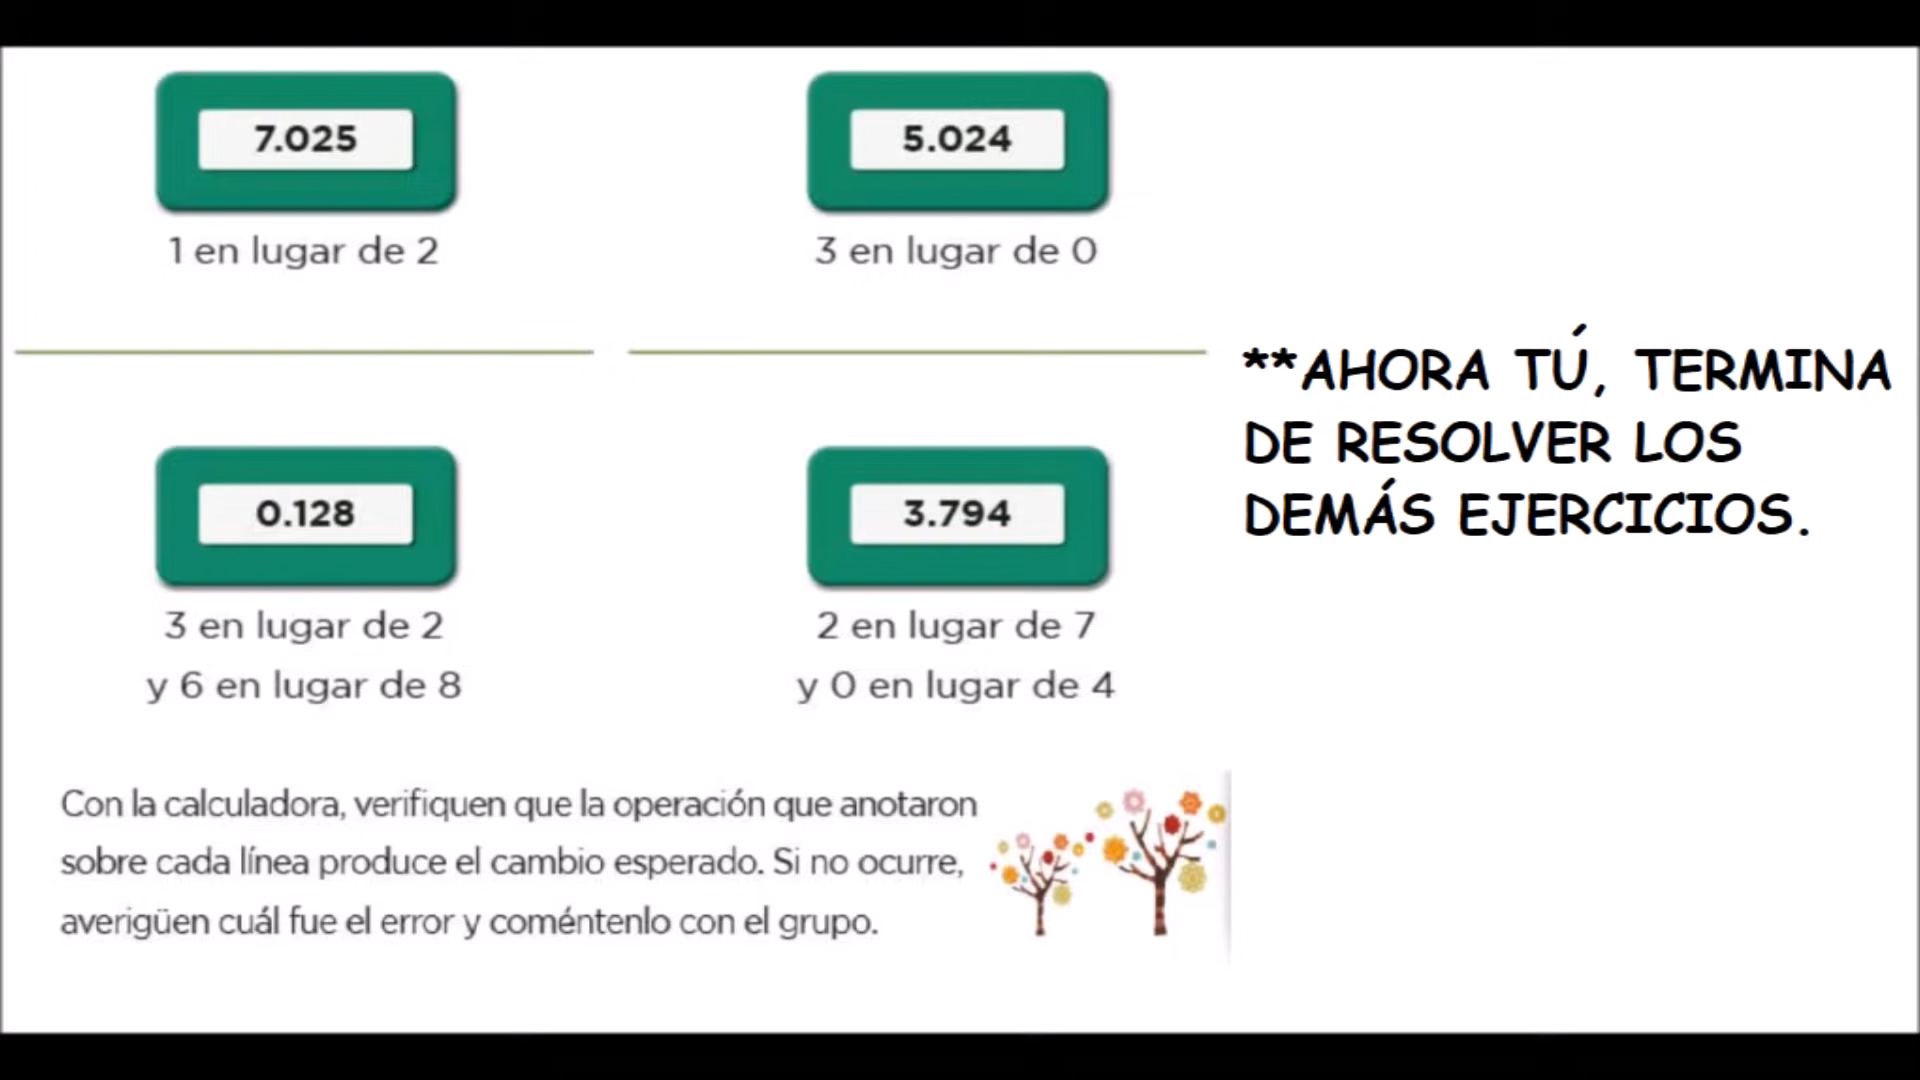 7.025
5.024
1 en lugar de 2
3 en lugar de 0
0.128
3.794
3 en lugar de 2
y 6 en lugar de 8
2 en lugar de 7
y 0 en lugar de 4
**AHORA TÚ, TERMINA
DE RESOLVER LOS
DEMÁS EJERCICIOS.
Con la calculadora, verifiquen que la operación que anotaron
sobre cada línea produce el cambio esperado. Si no ocurre,
averigüen cuál fue el error y coméntenlo con el grupo.